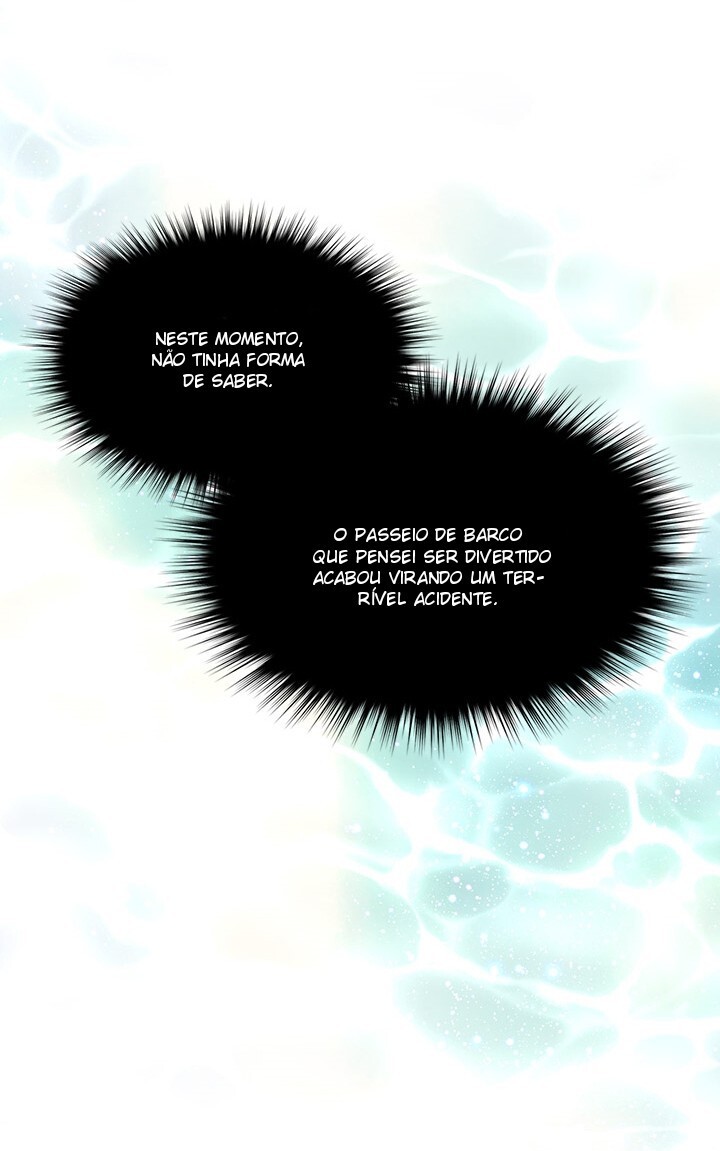 NESTE MOMENTO,
NÃO TINHA FORMA
DE SABER.
O PASSEIO DE BARCO
QUE PENSEI SER DIVERTIDO
ACABOU VIRANDO UM TER-
RÍVEL ACIDENTE.